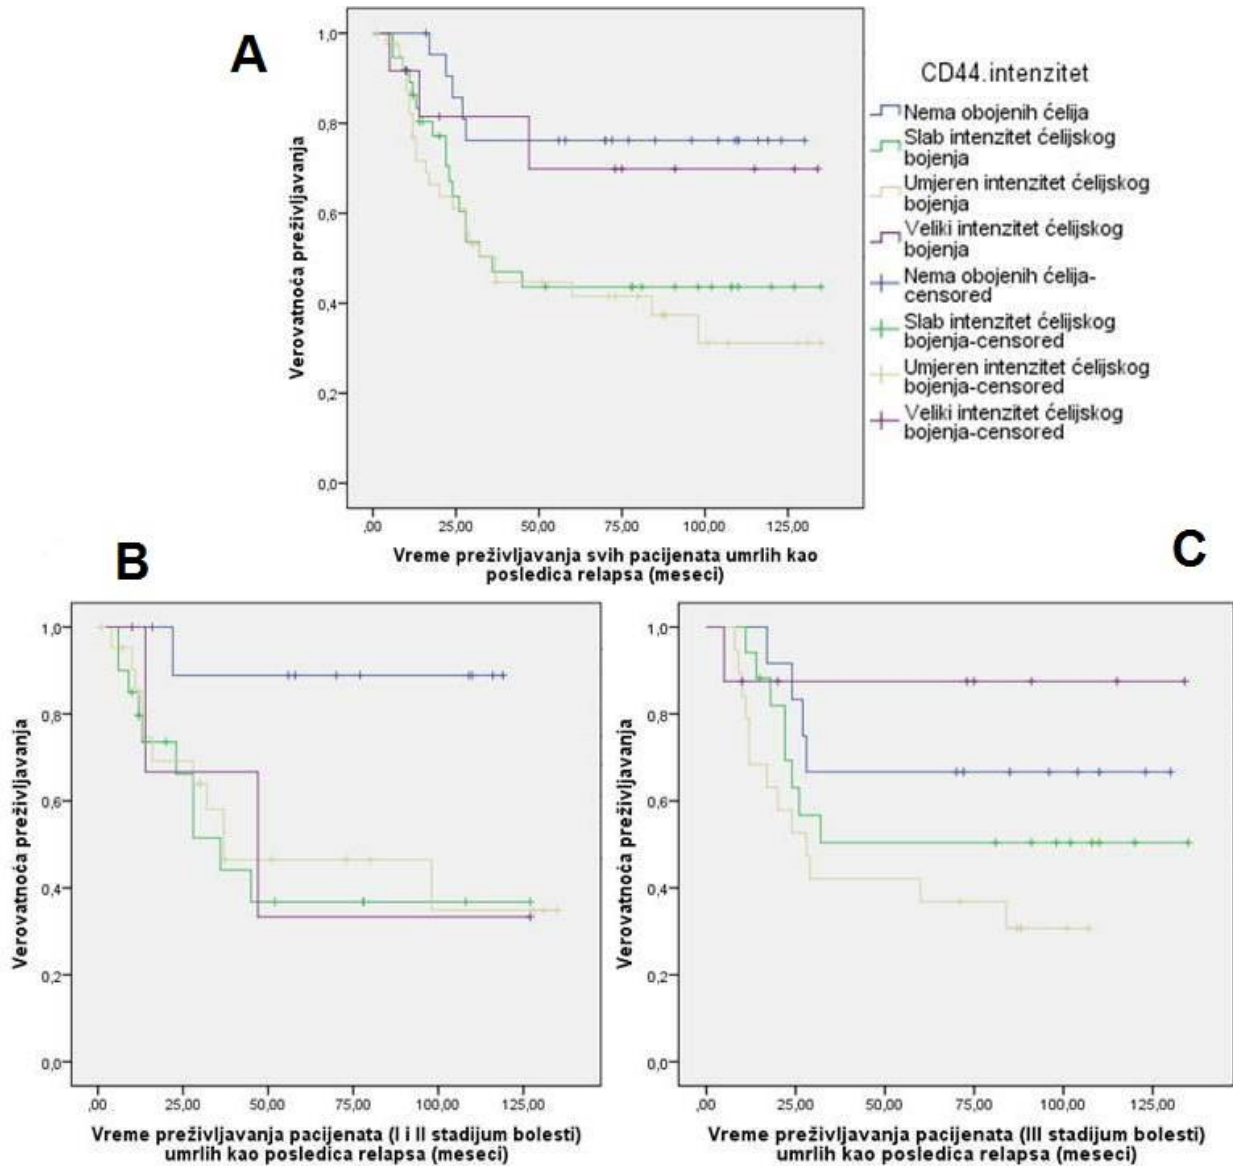 A
1,0
0,8
0,6
0,4
0,2
0,0
Verovatnoća preživljavanja
,00 25,00 50,00 75,00 100,00 125,00
Vreme preživljavanja svih pacijenata umrlih kao
posledica relapsa (meseci)
CD44.intenzitet
Nema obojenih ćelija
Slab intenzitet ćelijskog
bojenja
Umjeren intenzitet ćelijskog
bojenja
Veliki intenzitet ćelijskog
bojenja
Nema obojenih ćelija-
censored
Slab intenzitet ćelijskog
bojenja-censored
Umjeren intenzitet ćelijskog
bojenja-censored
Veliki intenzitet ćelijskog
bojenja-censored
B
1,0
0,8
0,6
0,4
0,2
0,0
Verovatnoća preživljavanja
,00 25,00 50,00 75,00 100,00 125,00
Vreme preživljavanja pacijenata (I i II stadijum bolesti)
umrlih kao posledica relapsa (meseci)
C
1,0
0,8
0,6
0,4
0,2
0,0
Verovatnoća preživljavanja
,00 25,00 50,00 75,00 100,00 125,00
Vreme preživljavanja pacijenata (III stadijum bolesti)
umrlih kao posledica relapsa (meseci)